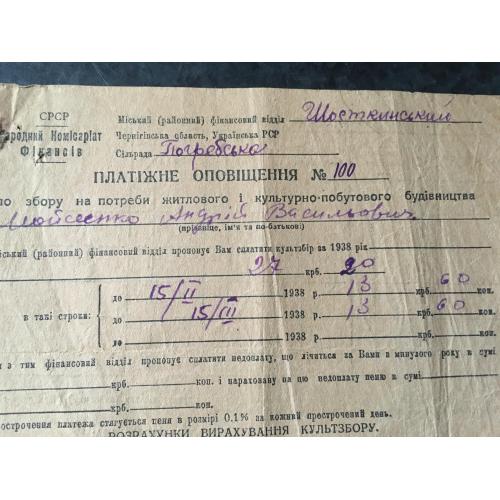 СРСР
Народний Комісаріат
Фінансів
Міський (районний) фінансовий відділ Шосткинський
Чернігівська область, Українська РСР
Сільрада Погребська
ПЛАТІЖНЕ ОПОВІЩЕННЯ № 100
по збору на потреби житлового і культурно-побутового будівництва
Мойсеенко Андрій Васильович
(прізвище, ім'я та по-батькові)
міський (районний) фінансовий відділ пропонує Вам сплатити культзбір за 1938 рік
27 крб. 20
до 15/II 1938 р. 13 60 коп.
в такі строки: до 15/III 1938 р. 13 60 коп.
до 1938 р. коп.
з тим фінансовий відділ пропонує сплатити недоплату, що лічиться за Вами в минулого року в сумі
крб. коп. і нараховану на цю недоплату пеню в сумі
крб. коп.
прострочення платежа стягується пеня в розмірі 0.1% за кожний прострочений день.
РОЗРАХУНКИ ВИРАХУВАННЯ КУЛЬТЗБОРУ.